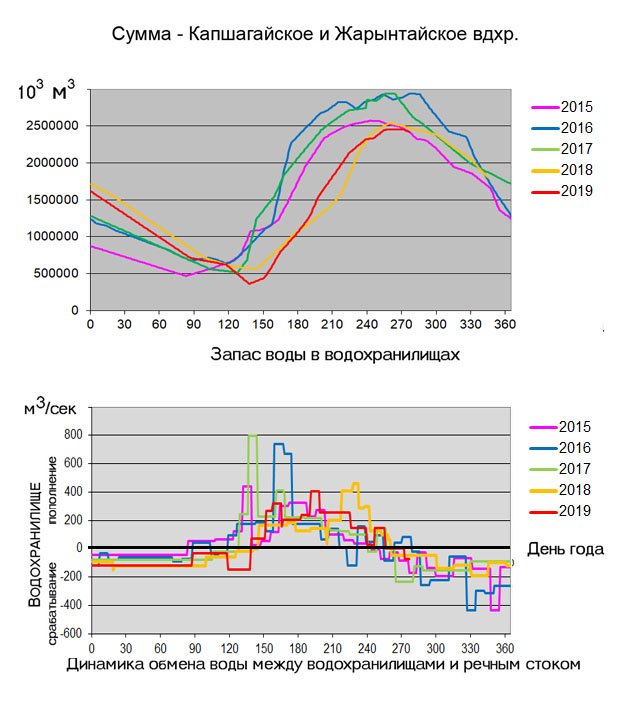 Сумма - Капшагайское и Жарынтайское вдхр.
10³ м³
2500000
2000000
1500000
1000000
500000
0
0 30 60 90 120 150 180 210 240 270 300 330 360
2015
2016
2017
2018
2019
Запас воды в водохранилищах
м³/сек
ВОДОХРАНИЛИЩЕ
срабатывание пополнение
800
600
400
200
0
-200
-400
-600
0 30 60 90 120 150 180 210 240 270 300 330 360
2015
2016
2017
2018
2019
День года
Динамика обмена воды между водохранилищами и речным стоком